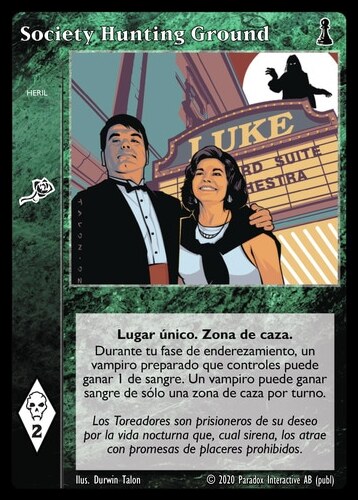 Society Hunting Ground
HERIL
LUKE
RD SUITE
IESTRA
Lugar único. Zona de caza.
Durante tu fase de enderezamiento, un
vampiro preparado que controles puede
ganar 1 de sangre. Un vampiro puede ganar
sangre de sólo una zona de caza por turno.
Los Toreadores son prisioneros de su deseo
por la vida nocturna que, cual sirena, los atrae
con promesas de placeres prohibidos.
2
Ilus. Durwin Talon
© 2020 Paradox Interactive AB (publ)